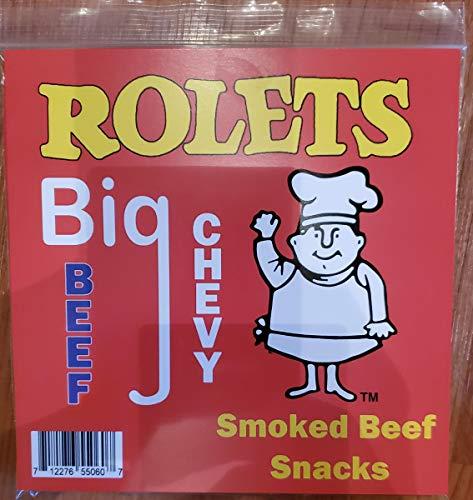 ROLETS
Big
BEEF
CHEVY
TM
Smoked Beef
Snacks
7 12276 55060 7